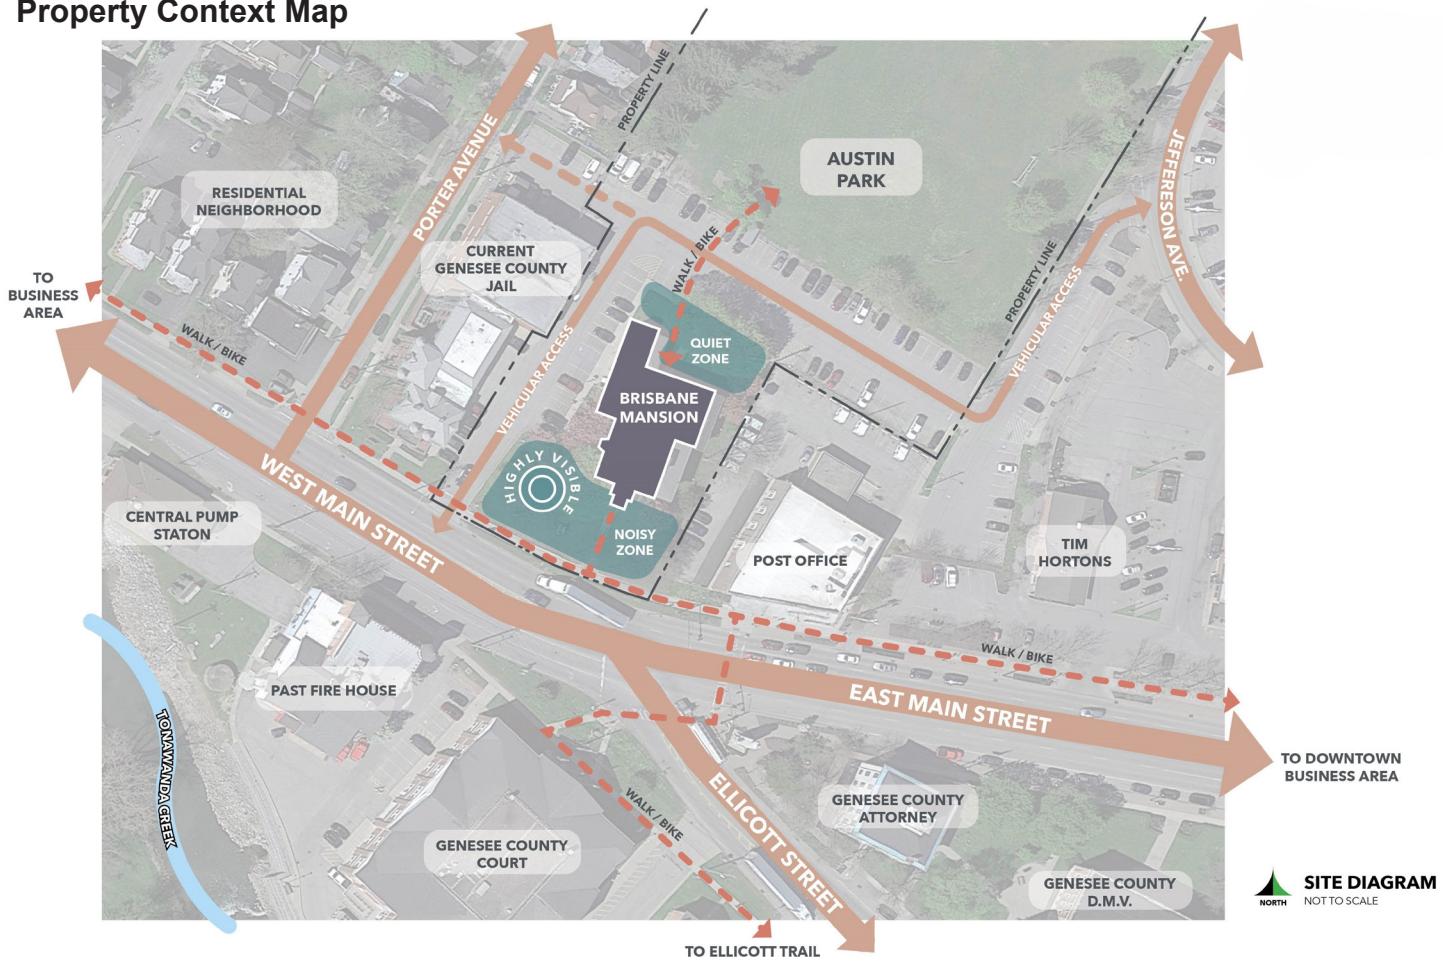 Property Context Map
PROPERTY LINE
AUSTIN
PARK
JEFFERESON AVE.
PORTER AVENUE
RESIDENTIAL
NEIGHBORHOOD
CURRENT
GENESEE COUNTY
JAIL
WALK / BIKE
PROPERTY LINE
VEHICULAR ACCESS
TO
BUSINESS
AREA
WALK / BIKE
VEHICULAR ACCESS
QUIET
ZONE
BRISBANE
MANSION
HIGHLY VISIBLE
NOISY
ZONE
WEST MAIN STREET
CENTRAL PUMP
STATON
POST OFFICE
TIM
HORTONS
WALK / BIKE
PAST FIRE HOUSE
EAST MAIN STREET
TONAWANDA CREEK
TO DOWNTOWN
BUSINESS AREA
ELLICOTT STREET
WALK / BIKE
GENESEE COUNTY
ATTORNEY
GENESEE COUNTY
COURT
GENESEE COUNTY
D.M.V.
NORTH
SITE DIAGRAM
NOT TO SCALE
TO ELLICOTT TRAIL